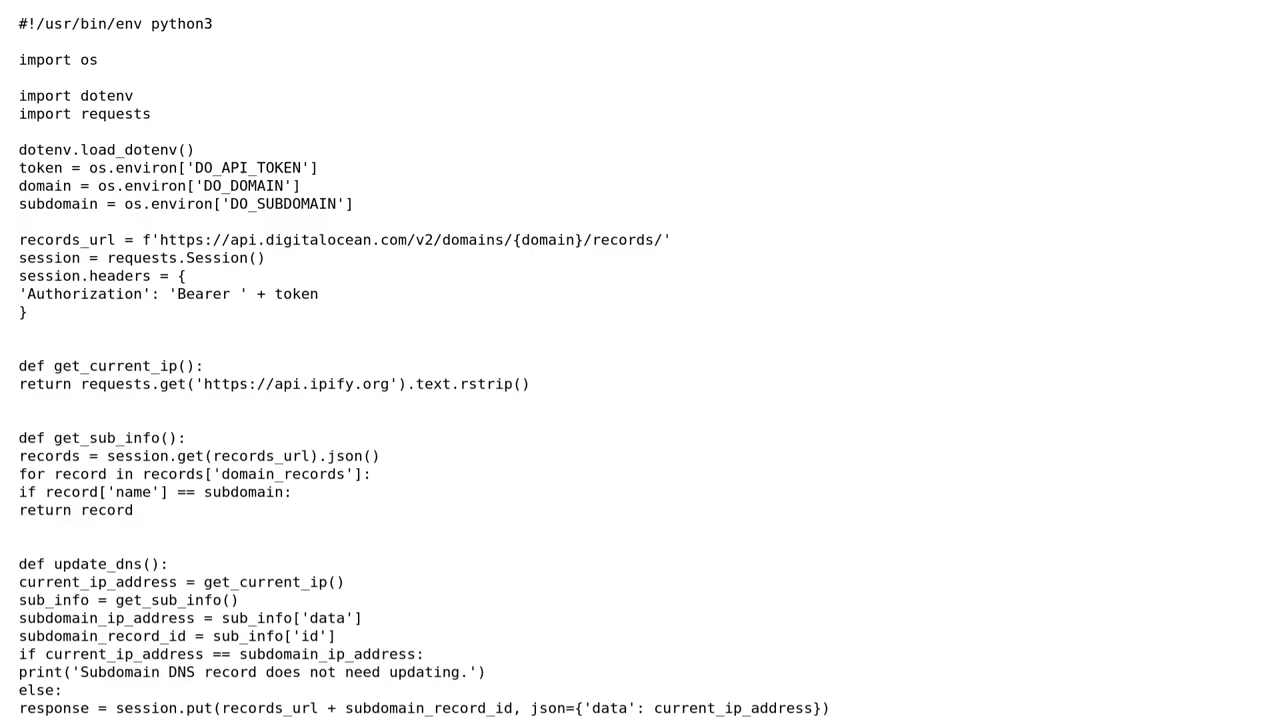 #!/usr/bin/env python3
import os
import dotenv
import requests
dotenv.load_dotenv()
token = os.environ['DO_API_TOKEN']
domain = os.environ['DO_DOMAIN']
subdomain = os.environ['DO_SUBDOMAIN']
records_url = f'https://api.digitalocean.com/v2/domains/{domain}/records/'
session = requests.Session()
session.headers = {
'Authorization': 'Bearer ' + token
}
def get_current_ip():
return requests.get('https://api.ipify.org').text.rstrip()
def get_sub_info():
records = session.get(records_url).json()
for record in records['domain_records']:
if record['name'] == subdomain:
return record
def update_dns():
current_ip_address = get_current_ip()
sub_info = get_sub_info()
subdomain_ip_address = sub_info['data']
subdomain_record_id = sub_info['id']
if current_ip_address == subdomain_ip_address:
print('Subdomain DNS record does not need updating.')
else:
response = session.put(records_url + subdomain_record_id, json={'data': current_ip_address})